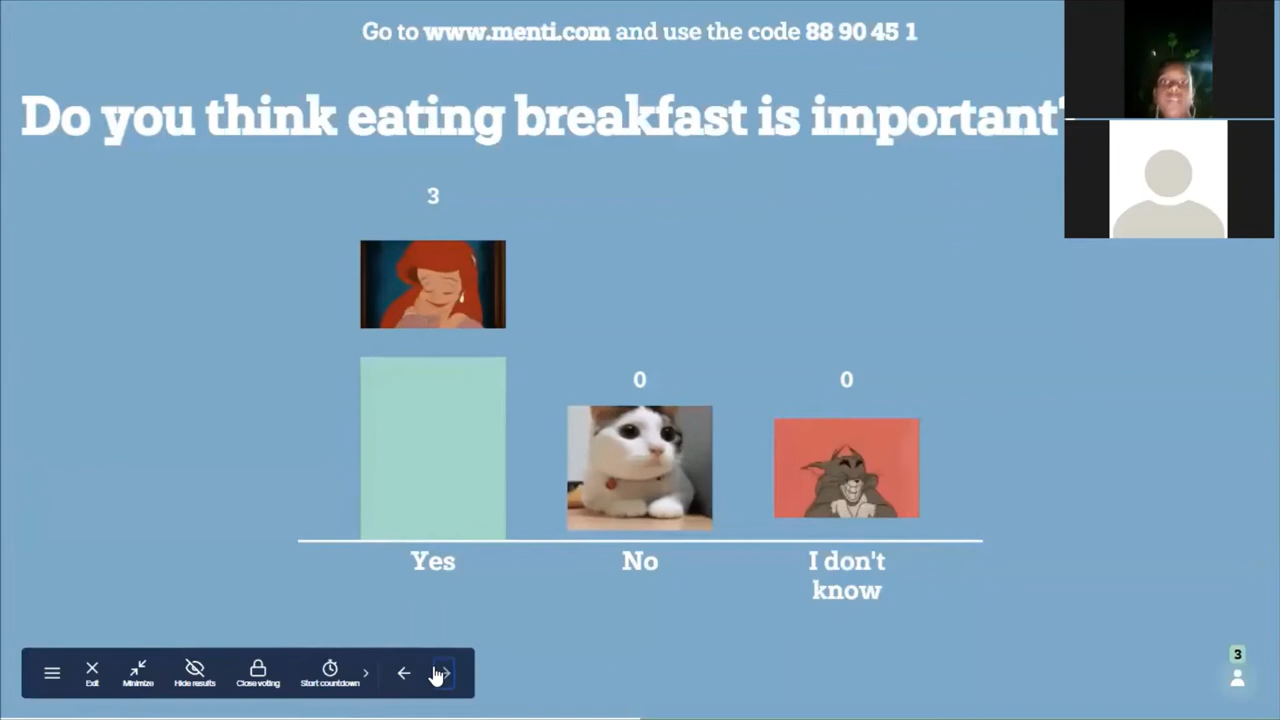 Go to www.menti.com and use the code 88 90 45 1
Do you think eating breakfast is important?
3
0
0
Yes
No
I don't
know
3
Exit
Minimize
Hide results
Close voting
Start countdown